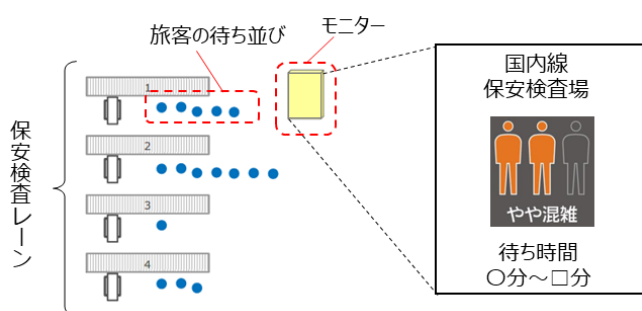 旅客の待ち並び
モニター
保安検査レーン
1
2
3
4
国内線
保安検査場
やや混雑
待ち時間
〇分～□分